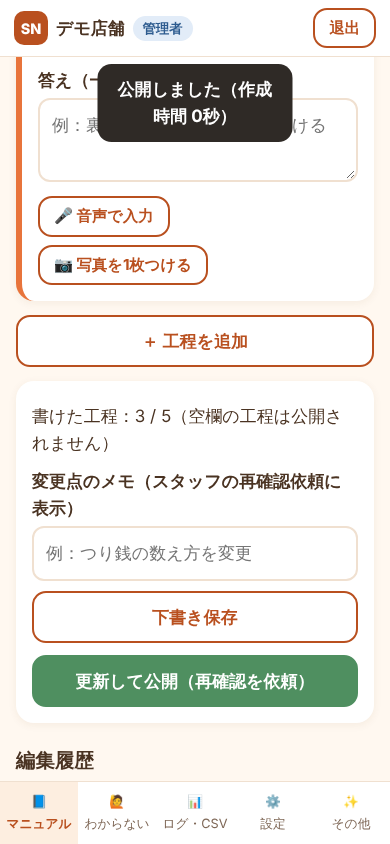 SN デモ店舗 管理者 退出
公開しました（作成
時間 0秒）
答え（一
例：裏
ける
🎤 音声で入力
📷 写真を1枚つける
＋ 工程を追加
書けた工程：3 / 5（空欄の工程は公開さ
れません）
変更点のメモ（スタッフの再確認依頼に
表示）
例：つり銭の数え方を変更
下書き保存
更新して公開（再確認を依頼）
編集履歴
マニュアル わからない ログ・CSV 設定 その他